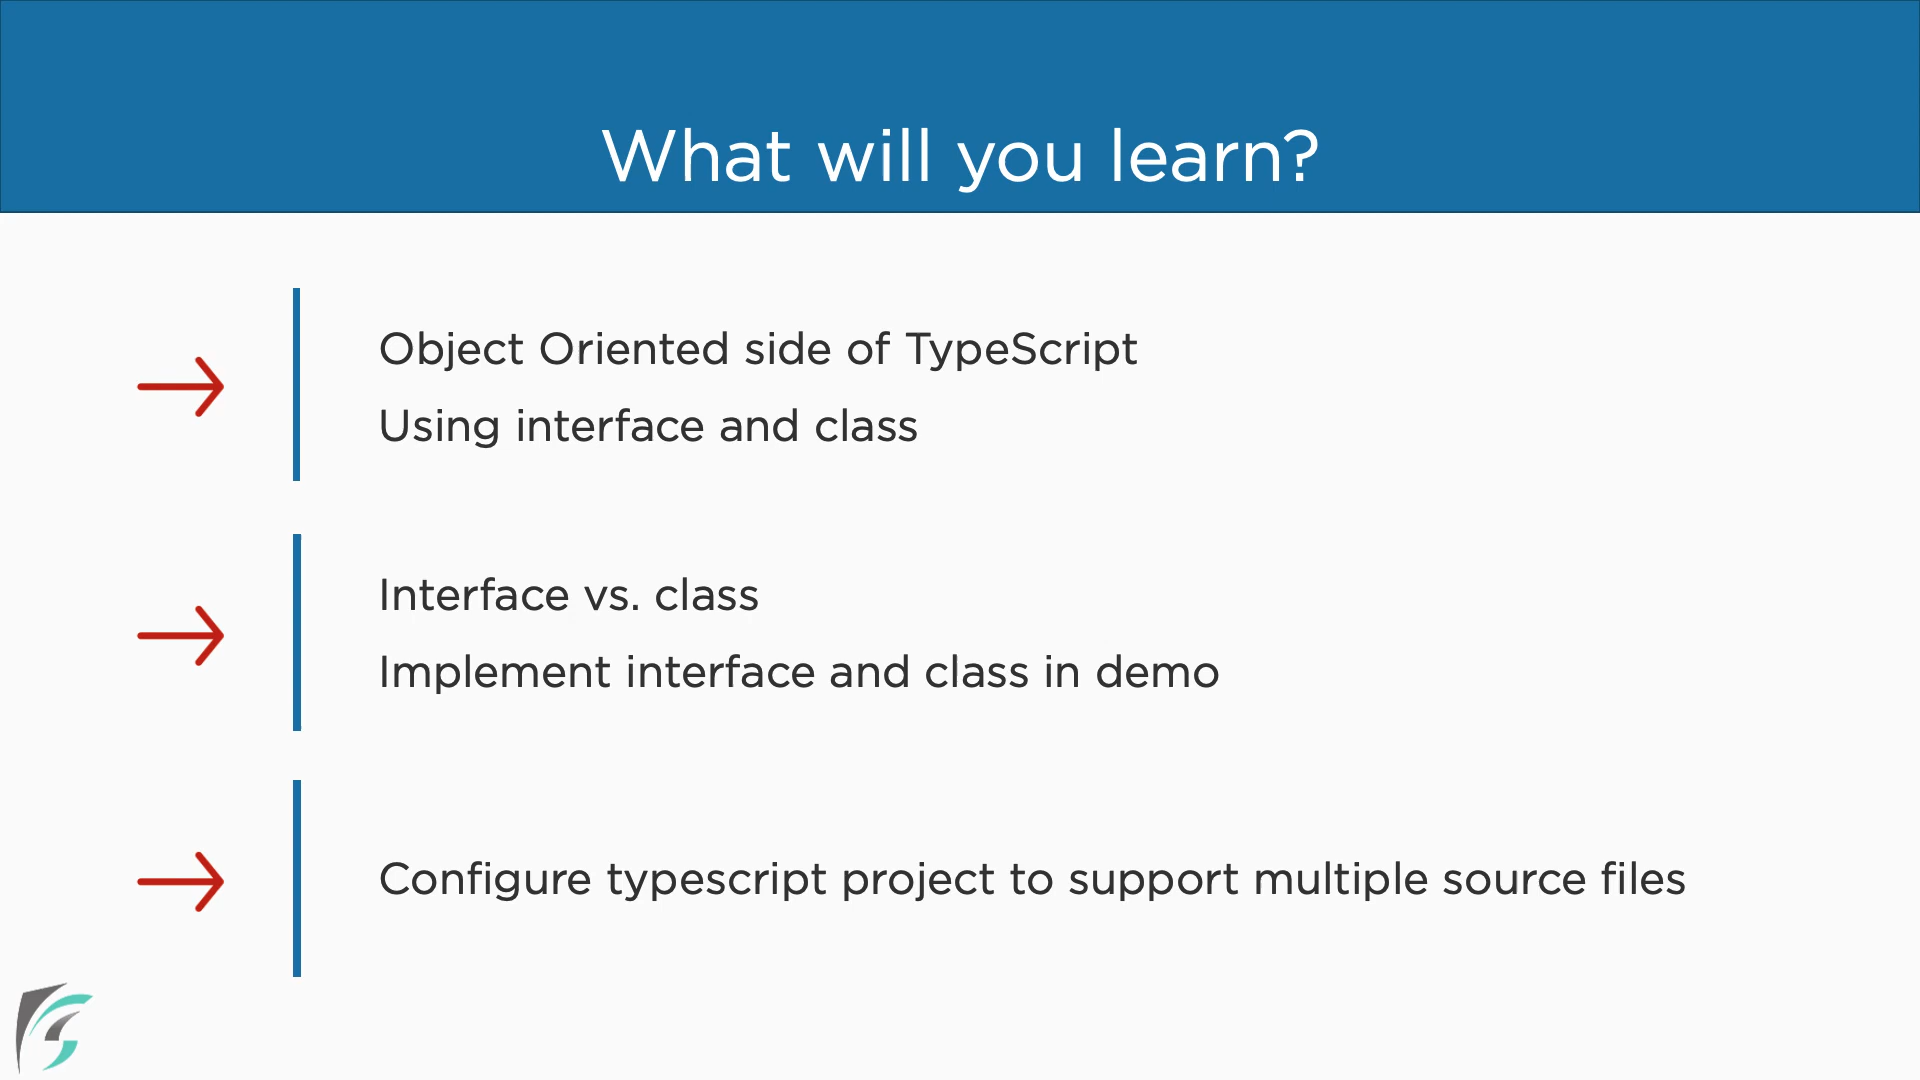 What will you learn?
Object Oriented side of TypeScript
Using interface and class
Interface vs. class
Implement interface and class in demo
Configure typescript project to support multiple source files